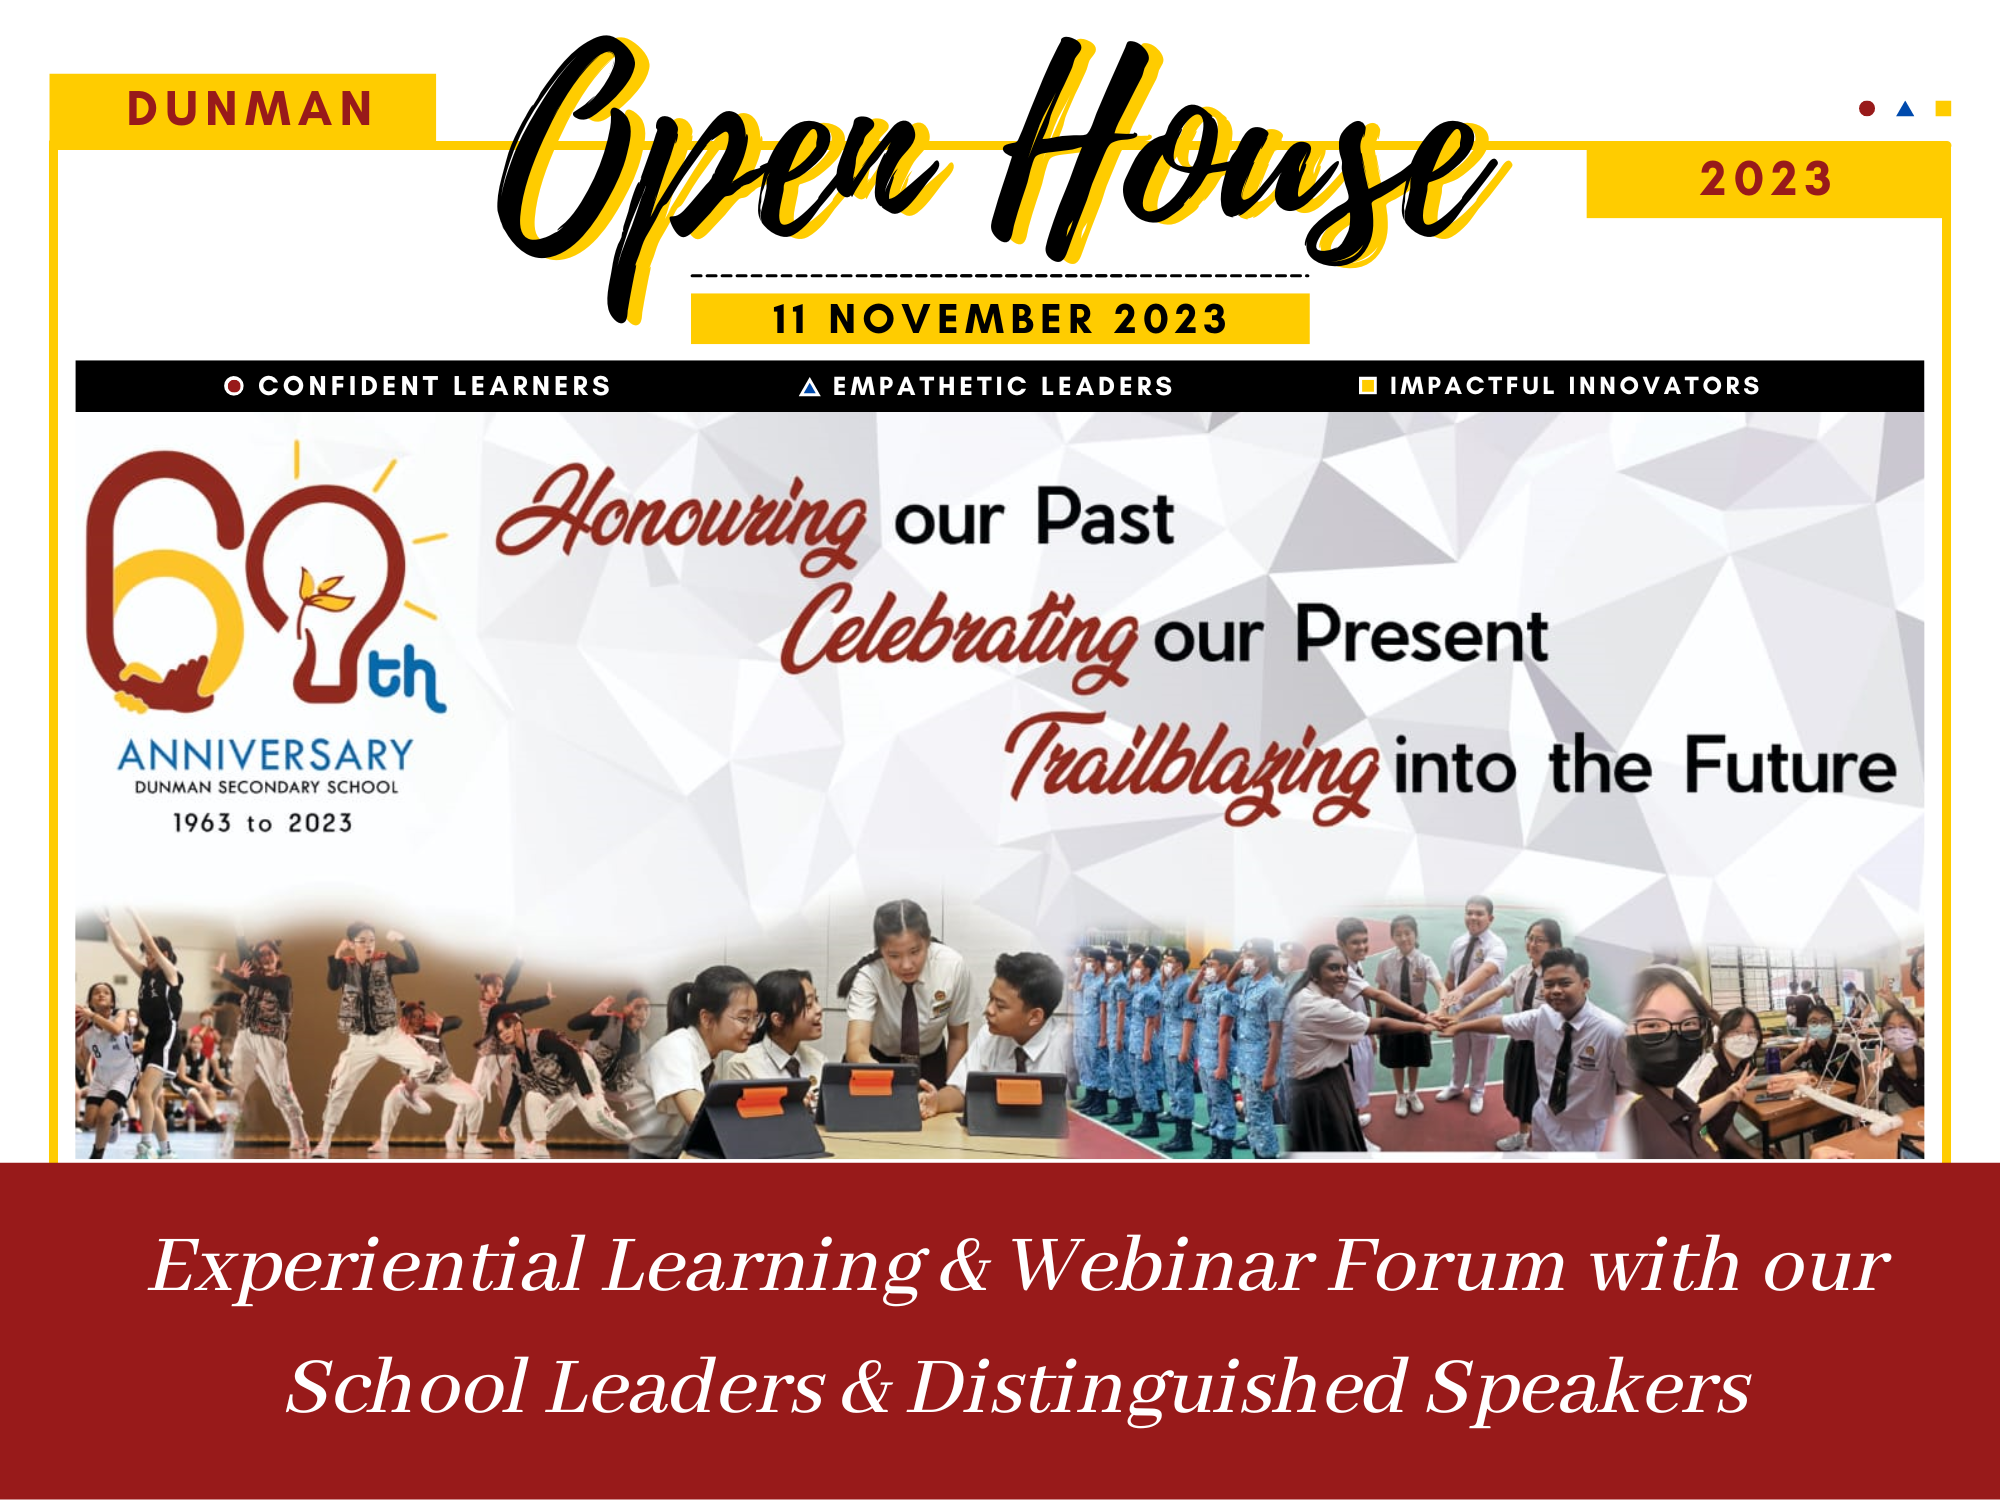 DUNMAN
Open House
2023
11 NOVEMBER 2023
CONFIDENT LEARNERS
EMPATHETIC LEADERS
IMPACTFUL INNOVATORS
60th
ANNIVERSARY
DUNMAN SECONDARY SCHOOL
1963 to 2023
Honouring our Past
Celebrating our Present
Trailblazing into the Future
8
Experiential Learning & Webinar Forum with our
School Leaders & Distinguished Speakers